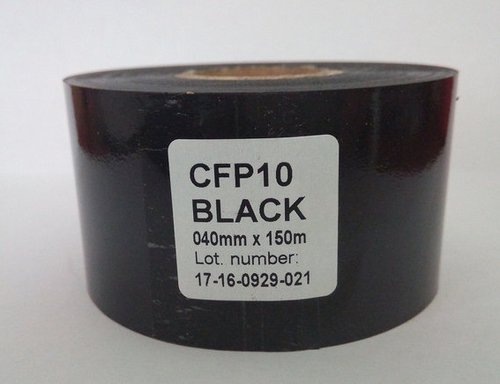 CFP10
BLACK
040mm x 150m
Lot. number:
17-16-0929-021